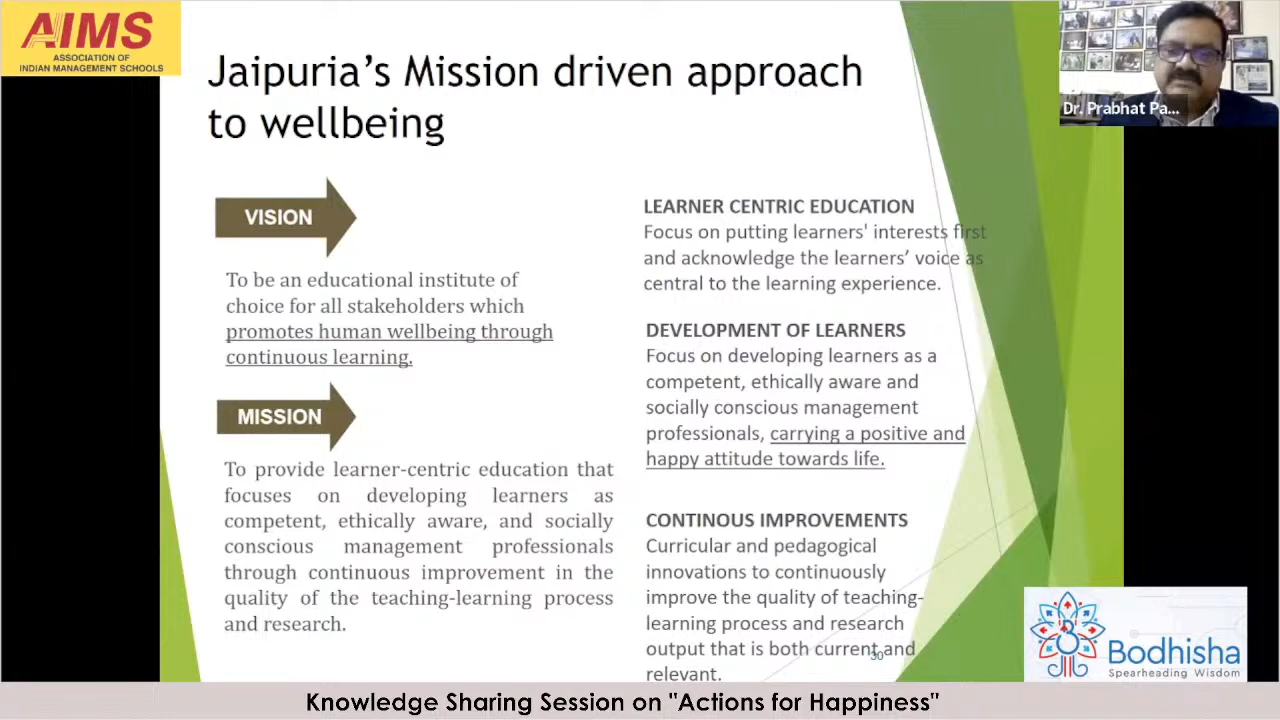 AIMS
ASSOCIATION OF
INDIAN MANAGEMENT SCHOOLS
Jaipuria's Mission driven approach
to wellbeing
Dr. Prabhat Pa...
VISION
To be an educational institute of
choice for all stakeholders which
promotes human wellbeing through
continuous learning.
MISSION
To provide learner-centric education that
focuses on developing learners as
competent, ethically aware, and socially
conscious management professionals
through continuous improvement in the
quality of the teaching-learning process
and research.
LEARNER CENTRIC EDUCATION
Focus on putting learners' interests first
and acknowledge the learners' voice as
central to the learning experience.
DEVELOPMENT OF LEARNERS
Focus on developing learners as a
competent, ethically aware and
socially conscious management
professionals, carrying a positive and
happy attitude towards life.
CONTINOUS IMPROVEMENTS
Curricular and pedagogical
innovations to continuously
improve the quality of teaching-
learning process and research
output that is both current and
relevant.
30
Bodhisha
Spearheading Wisdom
Knowledge Sharing Session on "Actions for Happiness"